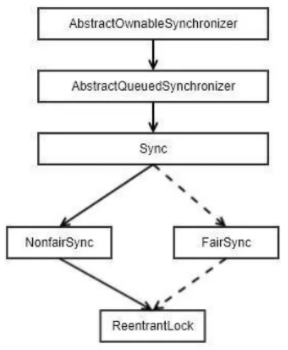 AbstractOwnableSynchronizer
AbstractQueuedSynchronizer
Sync
NonfairSync
FairSync
ReentrantLock